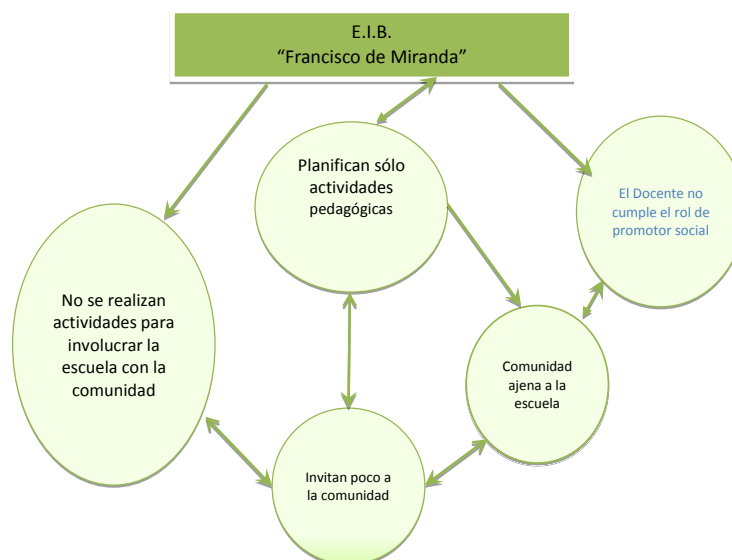 E.I.B.
“Francisco de Miranda”
Planifican sólo
actividades
pedagógicas
El Docente no
cumple el rol de
promotor social
No se realizan
actividades para
involucrar la
escuela con la
comunidad
Comunidad
ajena a la
escuela
Invitan poco a
la comunidad